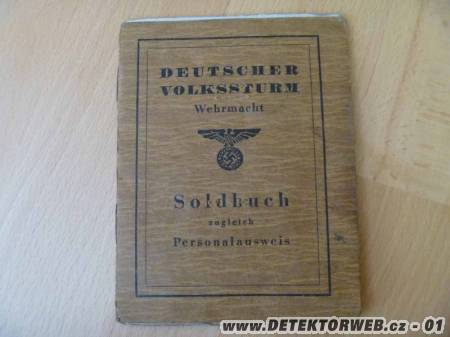 DEUTSCHER
VOLKSSTURM
Wehrmacht
Soldbuch
zugleich
Personalausweis
www.DETEKTORWEB.cz - 01